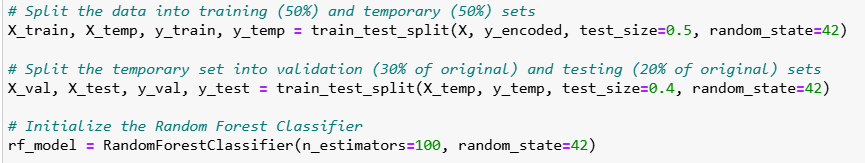 # Split the data into training (50%) and temporary (50%) sets
X_train, X_temp, y_train, y_temp = train_test_split(X, y_encoded, test_size=0.5, random_state=42)
# Split the temporary set into validation (30% of original) and testing (20% of original) sets
X_val, X_test, y_val, y_test = train_test_split(X_temp, y_temp, test_size=0.4, random_state=42)
# Initialize the Random Forest Classifier
rf_model = RandomForestClassifier(n_estimators=100, random_state=42)